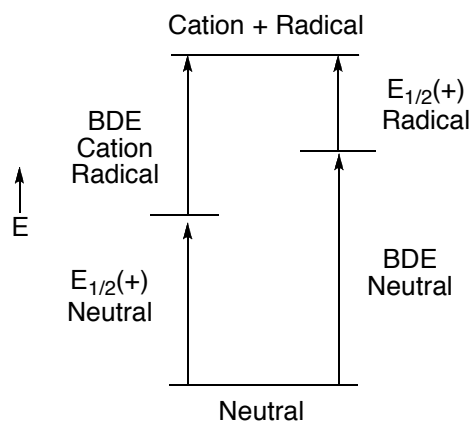 Cation + Radical
BDE
Cation
Radical
E1/2(+)
Radical
E
E1/2(+)
Neutral
BDE
Neutral
Neutral